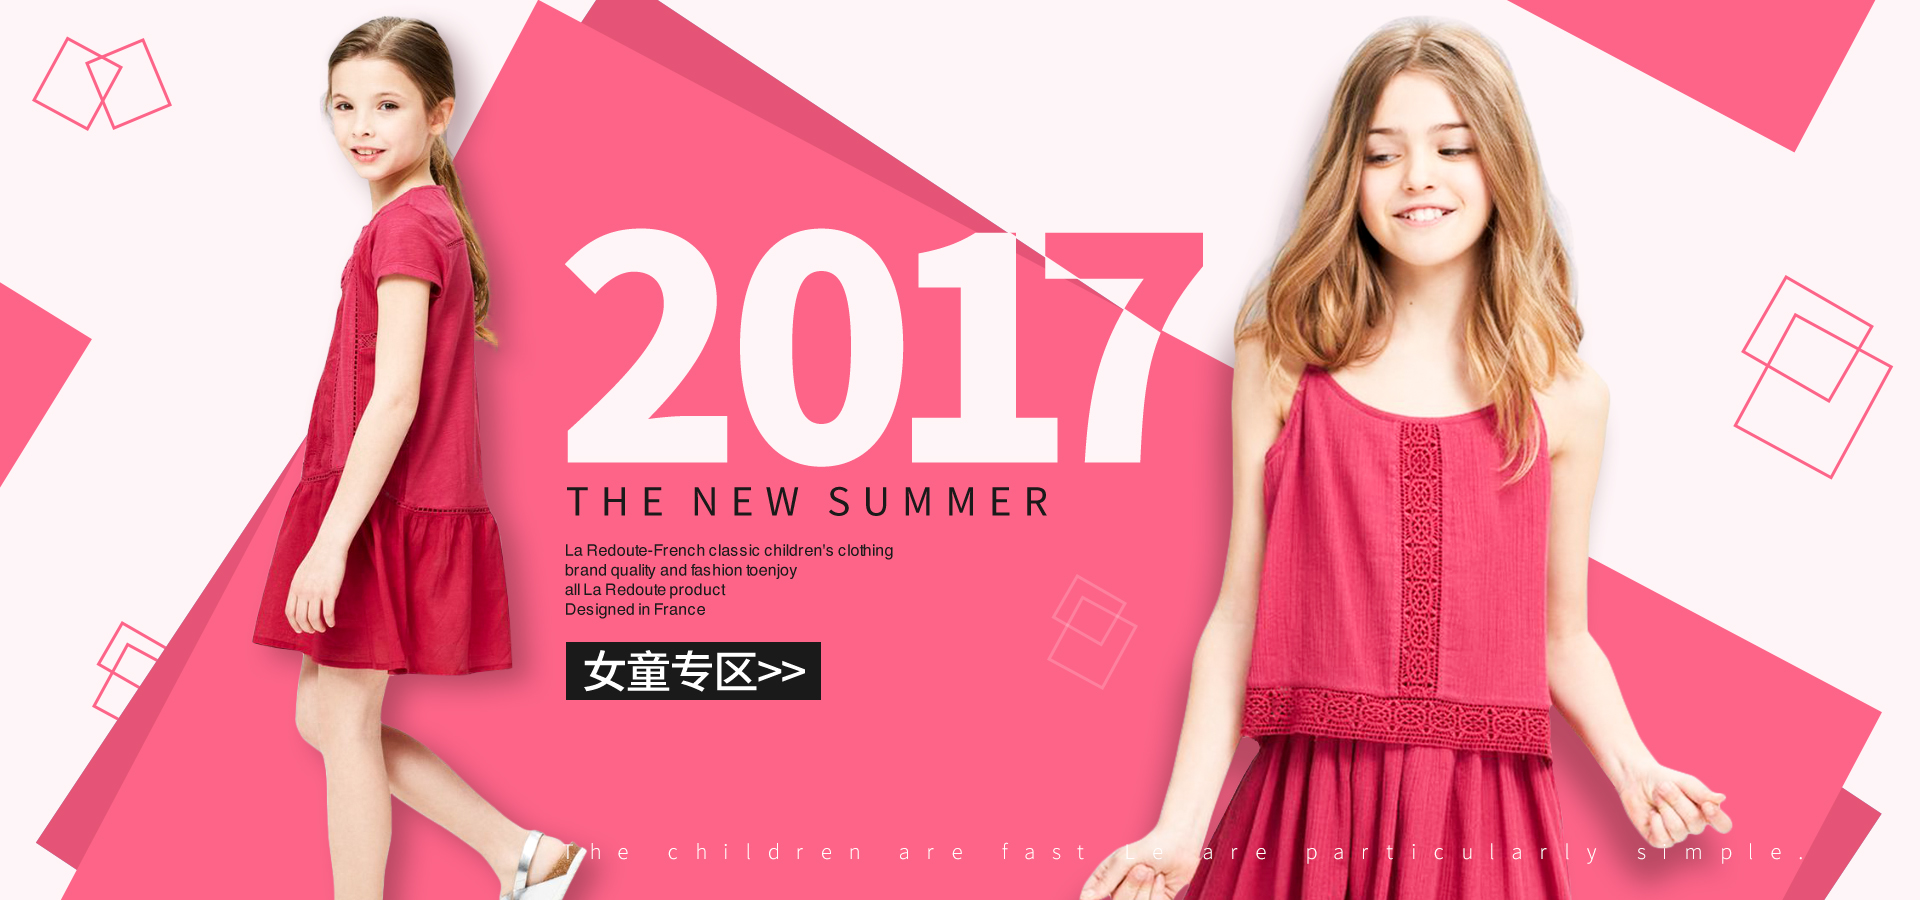 2017
THE NEW SUMMER
La Redoute-French classic children's clothing
brand quality and fashion toenjoy
all La Redoute product
Designed in France
女童专区>>
The children are fast Le are particularly simple.